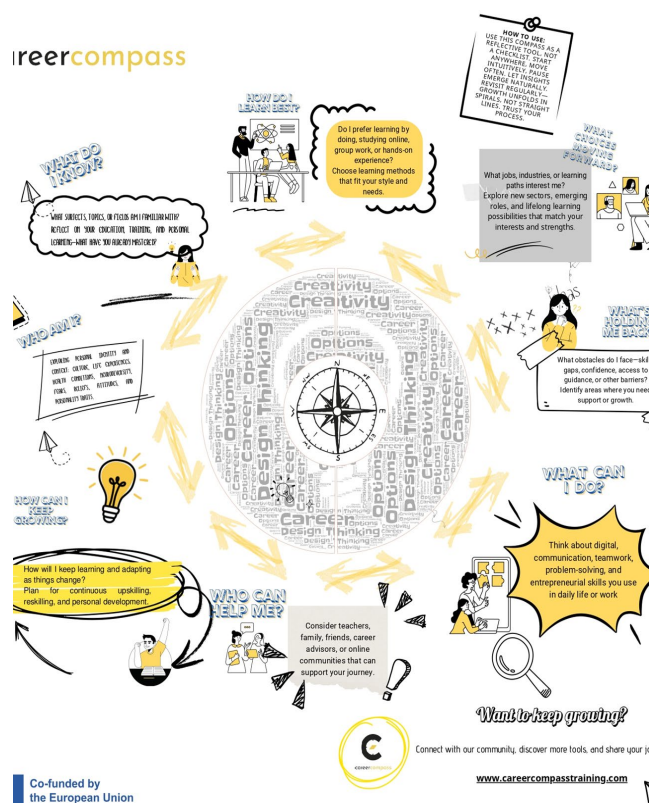 reercompass
HOW TO USE:
USE THIS COMPASS AS A
REFLECTIVE TOOL, NOT
A CHECKLIST. START
ANYWHERE, MOVE
INTUITIVELY, PAUSE
OFTEN. LET INSIGHTS
EMERGE NATURALLY.
REVISIT REGULARLY—
GROWTH UNFOLDS IN
SPIRALS, NOT STRAIGHT
LINES. TRUST YOUR
PROCESS.
HOW DO I
LEARN BEST?
Do I prefer learning by
doing, studying online,
group work, or hands-on
experience?
Choose learning methods
that fit your style and
needs.
WHAT
CHOICES
MOVING
FORWARD?
What jobs, industries, or learning
paths interest me?
Explore new sectors, emerging
roles, and lifelong learning
possibilities that match your
interests and strengths.
WHAT DO
I KNOW?
WHAT SUBJECTS, TOPICS, OR FIELDS AM I FAMILIAR WITH?
REFLECT ON YOUR EDUCATION, TRAINING, AND PERSONAL
LEARNING—WHAT HAVE YOU ALREADY MASTERED?
WHO AM I?
EXPLORING PERSONAL IDENTITY AND
CONTEXT: CULTURE, LIFE EXPERIENCES,
HEALTH CONDITIONS, NEURODIVERSITY,
FEARS, BELIEFS, ATTITUDES, AND
PERSONALITY TRAITS.
WHAT'S
HOLDING
ME BACK
What obstacles do I face—skil
gaps, confidence, access to
guidance, or other barriers?
Identify areas where you need
support or growth.
Creativity
Design Thinking
Options
Career
N
E
S
W
WHAT CAN
I DO?
Think about digital,
communication, teamwork,
problem-solving, and
entrepreneurial skills you use
in daily life or work
HOW CAN I
KEEP
GROWING?
How will I keep learning and adapting
as things change?
Plan for continuous upskilling,
reskilling, and personal development.
WHO CAN
HELP ME?
Consider teachers,
family, friends, career
advisors, or online
communities that can
support your journey.
Want to keep growing?
C
careercompass
Connect with our community, discover more tools, and share your jo
www.careercompasstraining.com
Co-funded by
the European Union